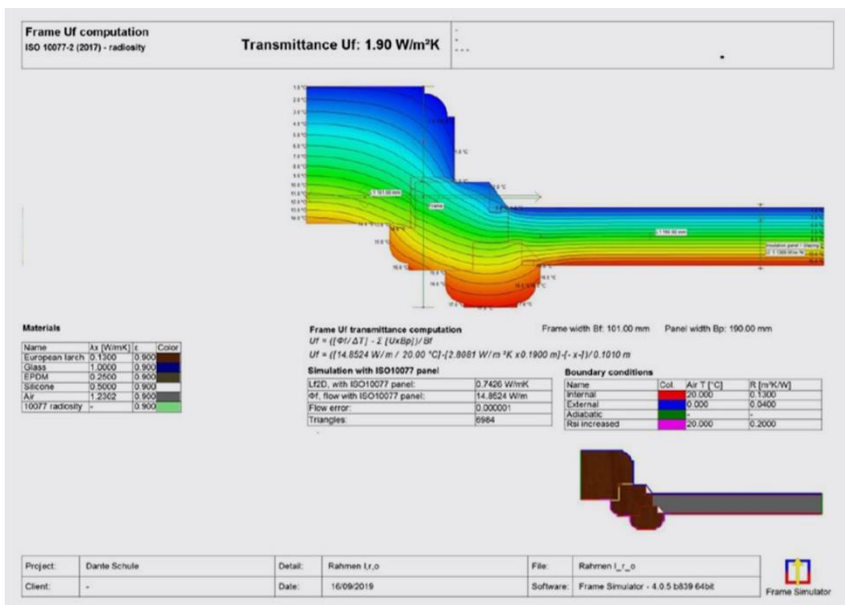 Frame Uf computation
ISO 10077-2 (2017) - radiosity
Transmittance Uf: 1.90 W/m²K
Frame
Materials
Name λx [W/mK] ε Color
European larch 0.1300 0.900
Glass 1.0000 0.900
EPDM 0.2500 0.900
Silicone 0.5000 0.900
Air 1.2302 0.900
10077 radiosity - 0.900
Frame Uf transmittance computation
Frame width Bf: 101.00 mm Panel width Bp: 190.00 mm
Uf = ([Φf / ΔT] - Σ [UxBp]) / Bf
Uf = ([14.8524 W / m / 20.00 °C]-[2.8081 W / m °K x0.1900 m]-[- x -])/ 0.1010 m
Simulation with ISO10077 panel
Lf2D, with ISO10077 panel: 0.7426 W/mK
Φf, flow with ISO10077 panel: 14.8524 W/m
Flow error: 0.000001
Triangles: 6984
Boundary conditions
Name Col. Air T [°C] R [m²K/W]
Internal 20.000 0.1300
External 0.000 0.0400
Adiabatic - -
Rsi increased 20.000 0.2000
Project: Dante Schule Detail: Rahmen l,r,o File: Rahmen l_r_o
Client: - Date: 16/09/2019 Software: Frame Simulator - 4.0.5 b839 64bit
Frame Simulator